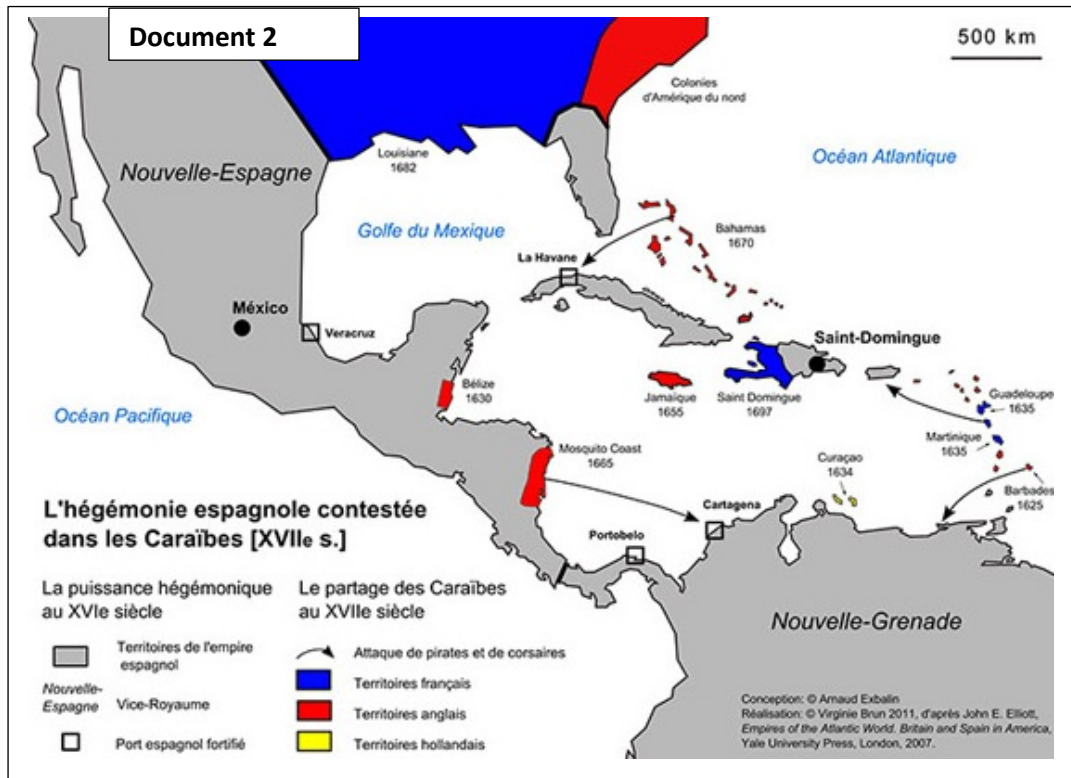 Document 2
500 km
Colonies
d'Amérique du nord
Océan Atlantique
Louisiane
1682
Nouvelle-Espagne
Golfe du Mexique
Bahamas
1670
La Havane
México
Veracruz
Saint-Domingue
Océan Pacifique
Bélize
1630
Jamaïque
1655
Saint Domingue
1697
Guadeloupe
1635
Martinique
1635
Mosquito Coast
1665
Curaçao
1634
Barbades
1625
Cartagena
Portobelo
Nouvelle-Grenade
L'hégémonie espagnole contestée
dans les Caraïbes [XVIIe s.]
La puissance hégémonique
au XVIe siècle
Territoires de l'empire
espagnol
Nouvelle-
Espagne
Vice-Royaume
Port espagnol fortifié
Le partage des Caraïbes
au XVIIe siècle
Attaque de pirates et de corsaires
Territoires français
Territoires anglais
Territoires hollandais
Conception: © Arnaud Exbalin
Réalisation: © Virginie Brun 2011, d'après John E. Elliott,
Empires of the Atlantic World. Britain and Spain in America,
Yale University Press, London, 2007.